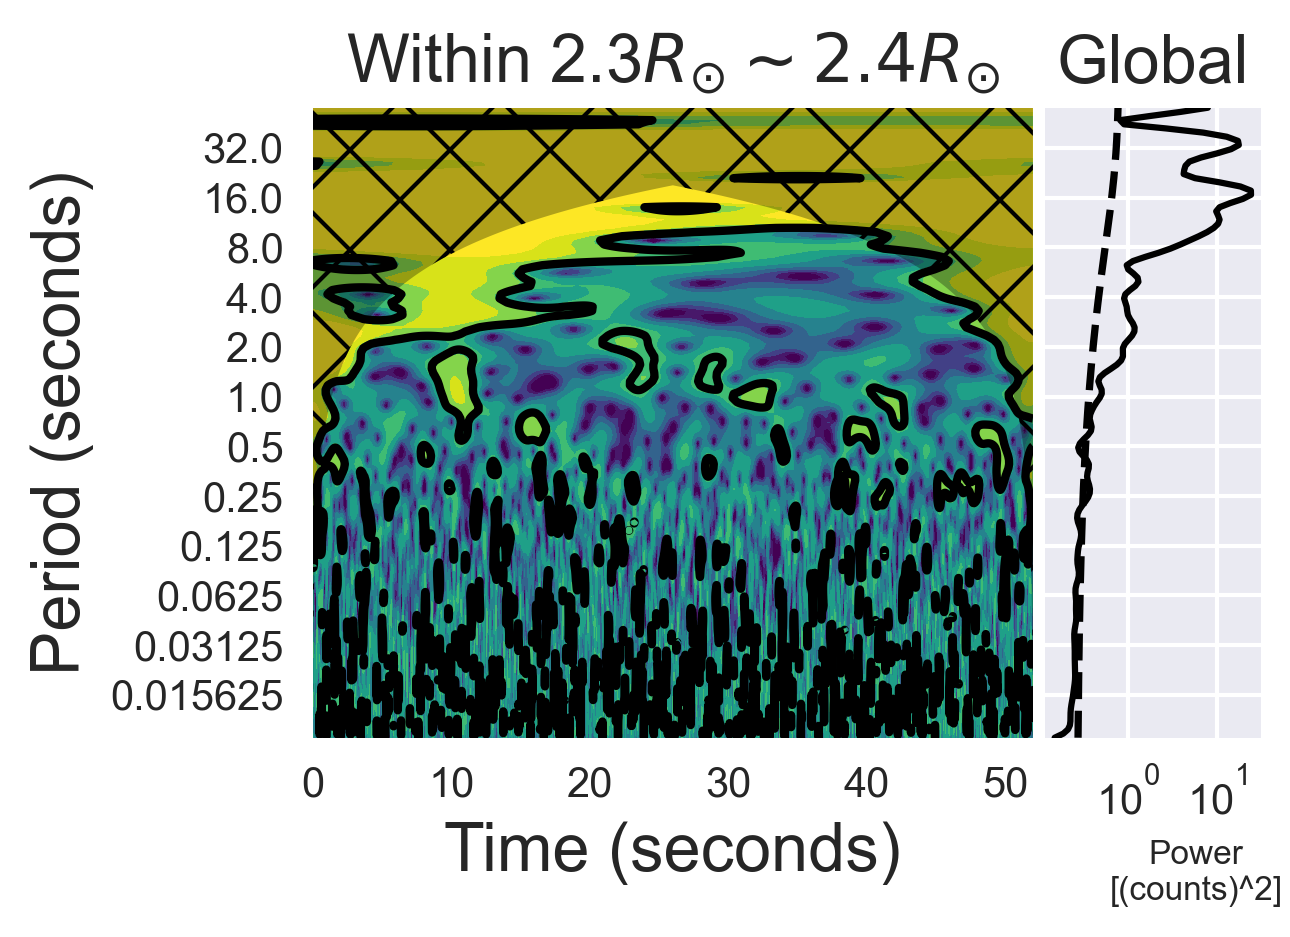 Within 2.3R⊙ ~ 2.4R⊙
Global
Period (seconds)
32.0
16.0
8.0
4.0
2.0
1.0
0.5
0.25
0.125
0.0625
0.03125
0.015625
0 10 20 30 40 50
Time (seconds)
10^0 10^1
Power
[(counts)^2]